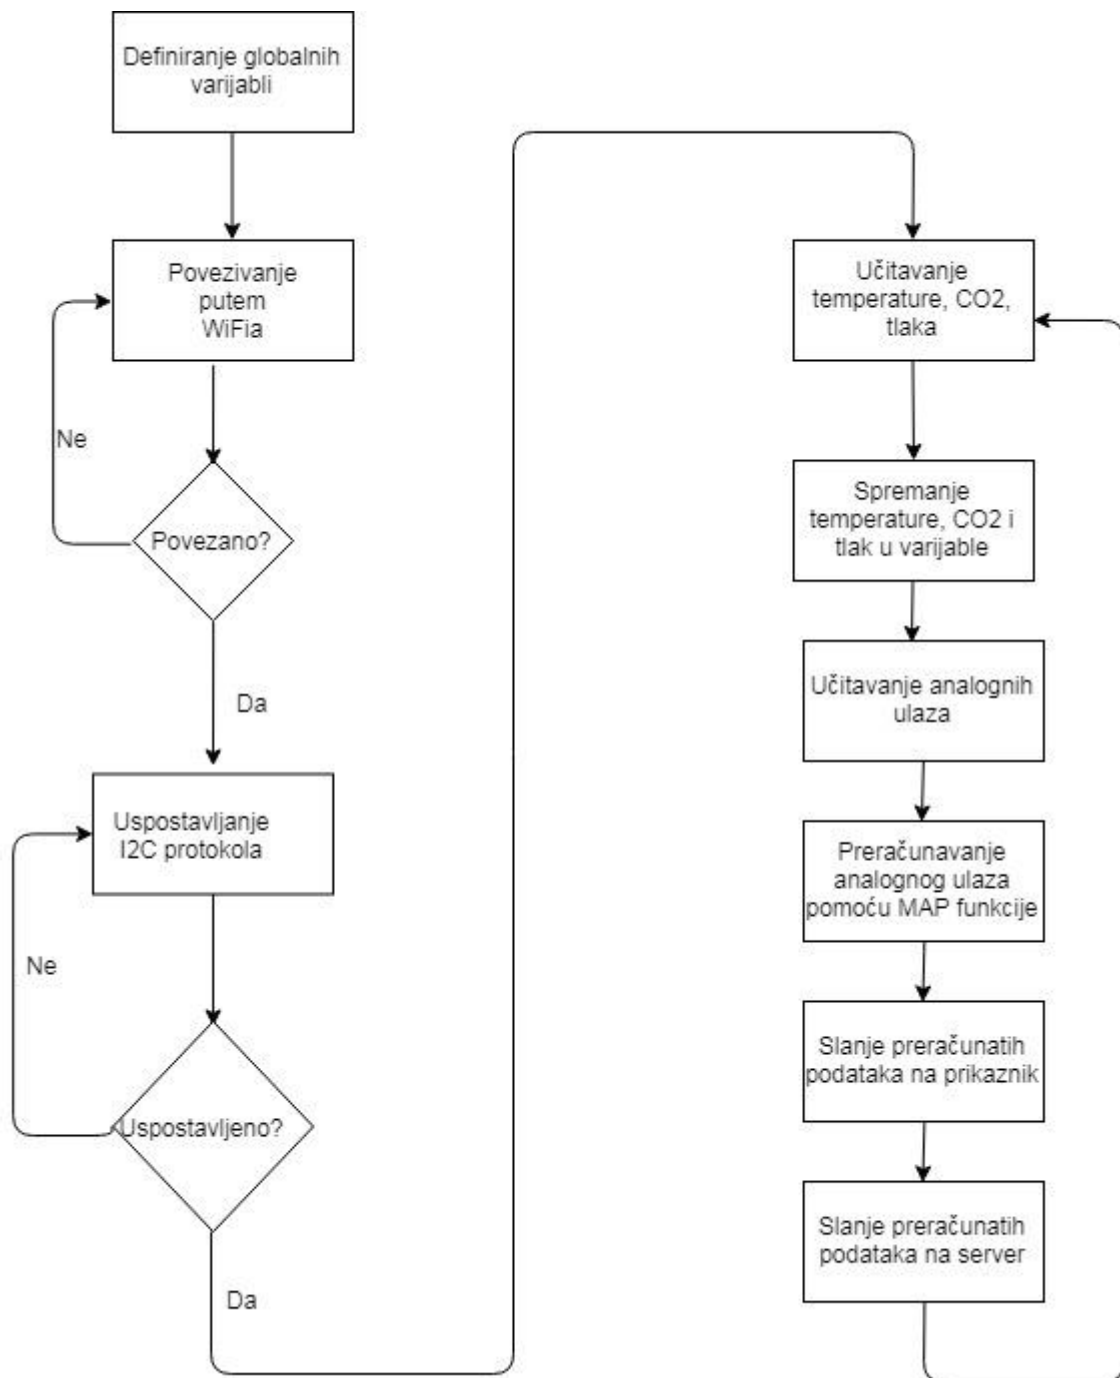 Definiranje globalnih
varijabli
Povezivanje
putem
WiFia
Ne
Povezano?
Da
Uspostavljanje
I2C protokola
Ne
Uspostavljeno?
Da
Učitavanje
temperature, CO2,
tlaka
Spremanje
temperature, CO2 i
tlak u varijable
Učitavanje analognih
ulaza
Preračunavanje
analognog ulaza
pomoću MAP funkcije
Slanje preračunatih
podataka na prikaznik
Slanje preračunatih
podataka na server